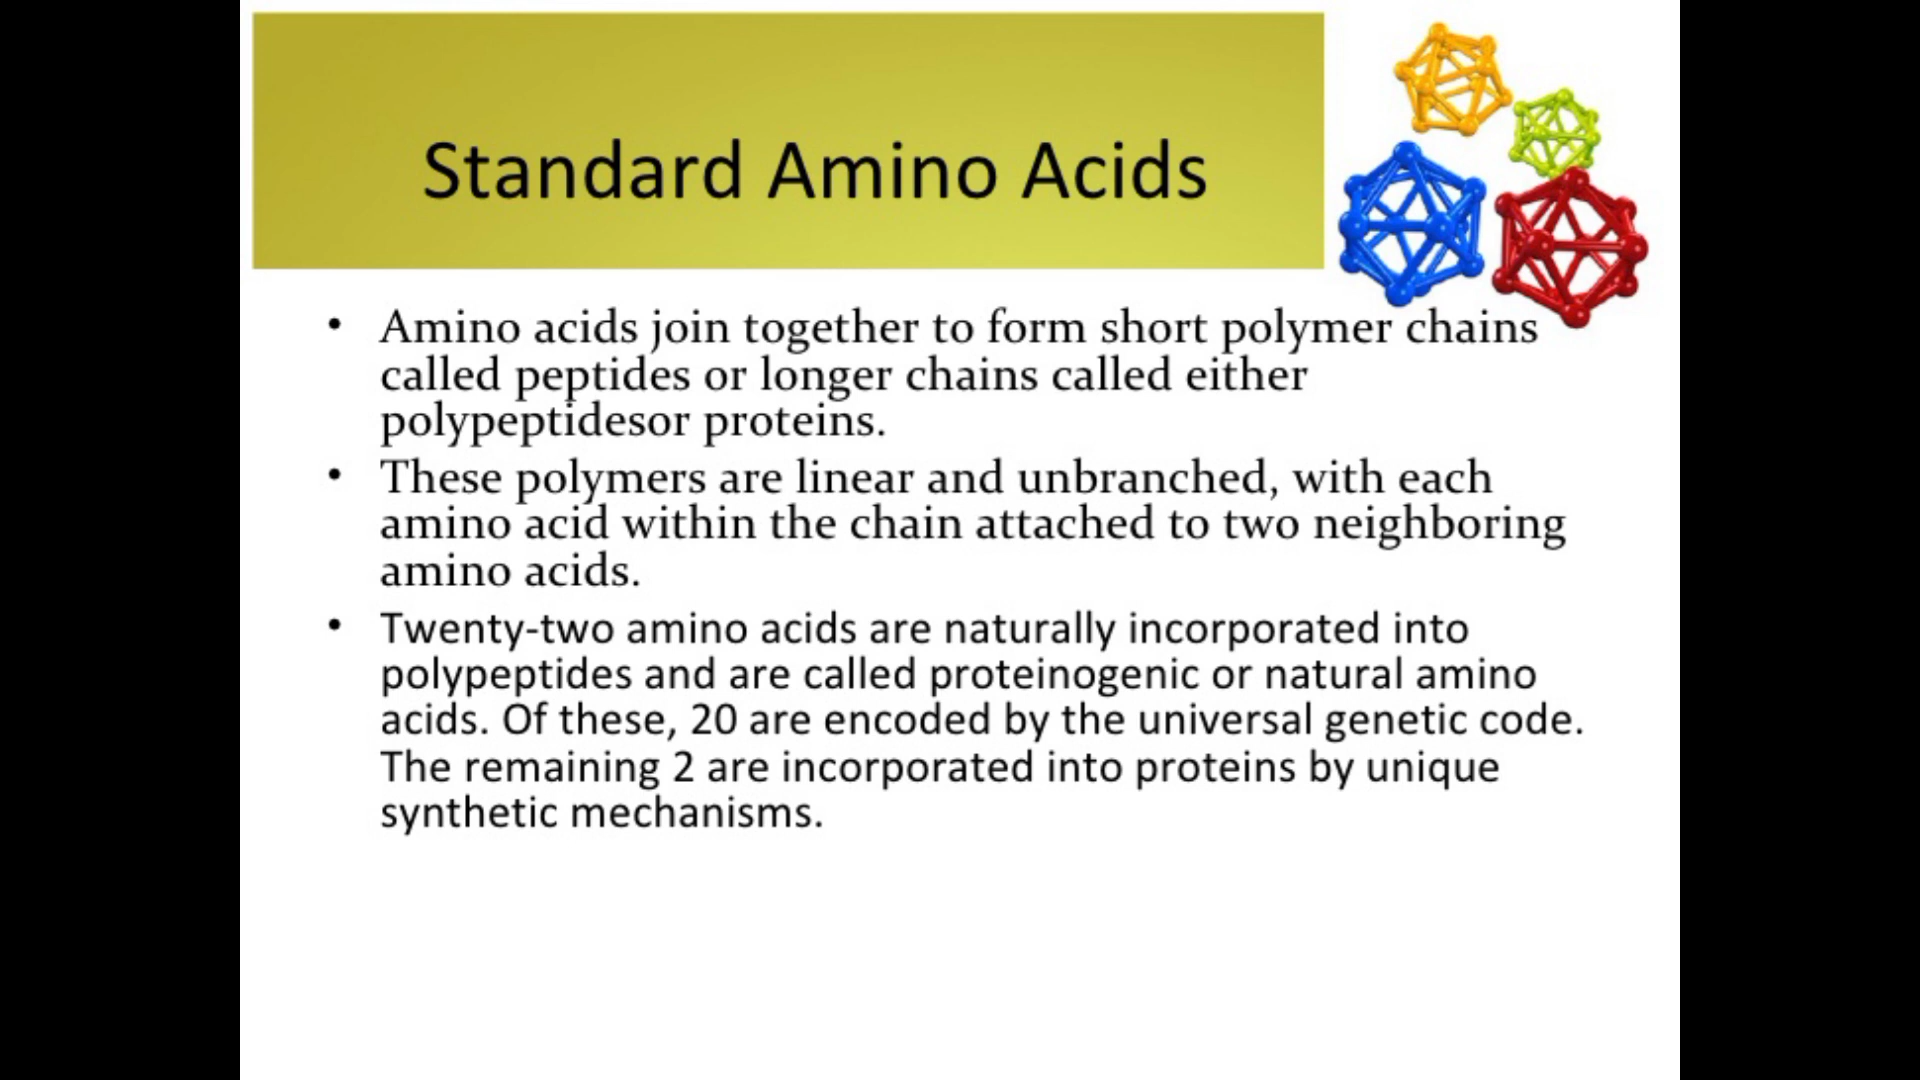 Standard Amino Acids
• Amino acids join together to form short polymer chains
called peptides or longer chains called either
polypeptidesor proteins.
• These polymers are linear and unbranched, with each
amino acid within the chain attached to two neighboring
amino acids.
• Twenty-two amino acids are naturally incorporated into
polypeptides and are called proteinogenic or natural amino
acids. Of these, 20 are encoded by the universal genetic code.
The remaining 2 are incorporated into proteins by unique
synthetic mechanisms.